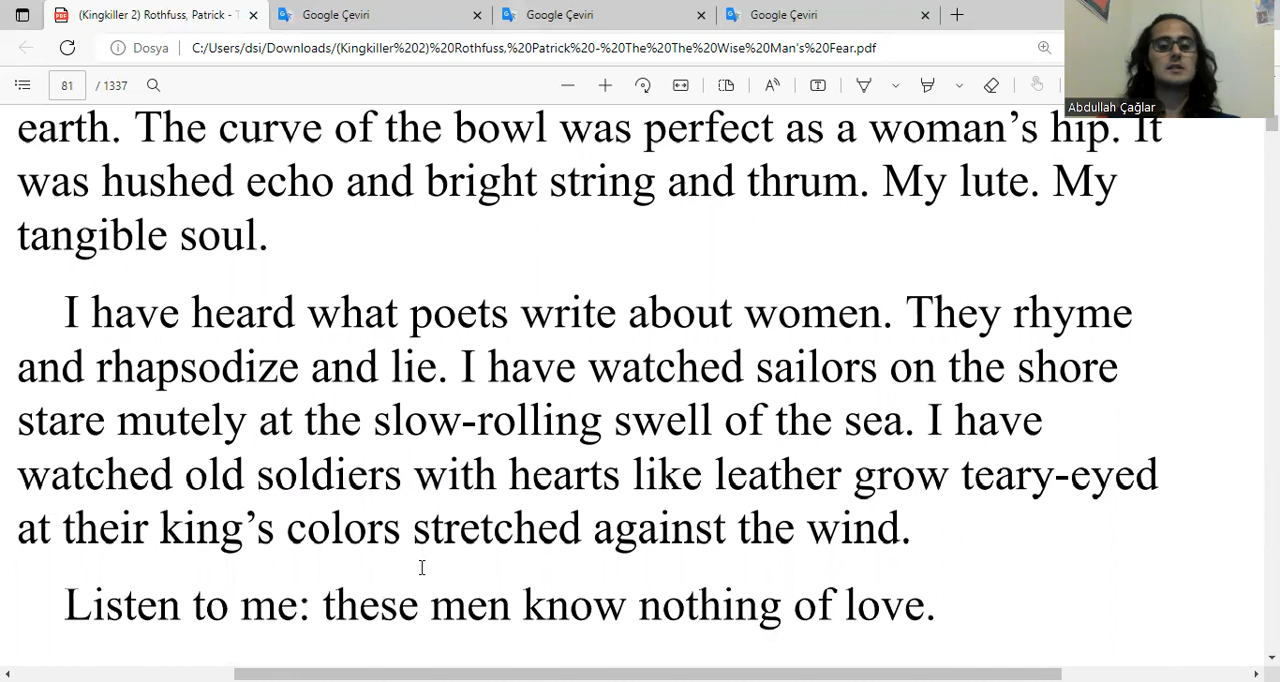 (Kingkiller 2) Rothfuss, Patrick - T
Google Çeviri
Google Çeviri
Google Çeviri
Dosya
C:/Users/dsi/Downloads/(Kingkiller%202)%20Rothfuss,%20Patrick%20-%20The%20The%20Wise%20Man's%20Fear.pdf
81 / 1337
Abdullah Çağlar
earth. The curve of the bowl was perfect as a woman’s hip. It
was hushed echo and bright string and thrum. My lute. My
tangible soul.
I have heard what poets write about women. They rhyme
and rhapsodize and lie. I have watched sailors on the shore
stare mutely at the slow-rolling swell of the sea. I have
watched old soldiers with hearts like leather grow teary-eyed
at their king’s colors stretched against the wind.
Listen to me: these men know nothing of love.